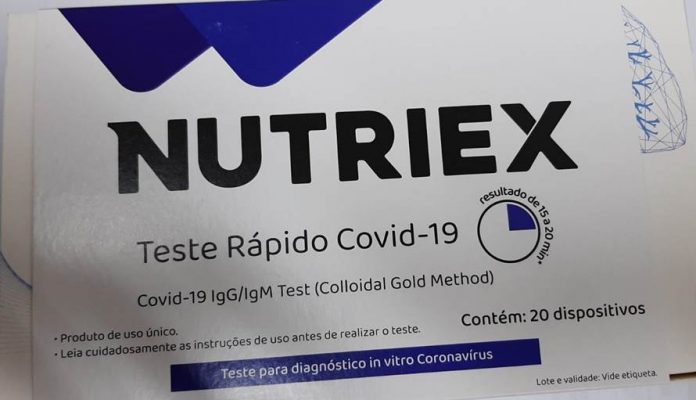 NUTRIEX
resultado de 15 a 20 min*
Teste Rápido Covid-19
Covid-19 IgG/IgM Test (Colloidal Gold Method)
Contém: 20 dispositivos
• Produto de uso único.
• Leia cuidadosamente as instruções de uso antes de realizar o teste.
Teste para diagnóstico in vitro Coronavírus
Lote e validade: Vide etiqueta.